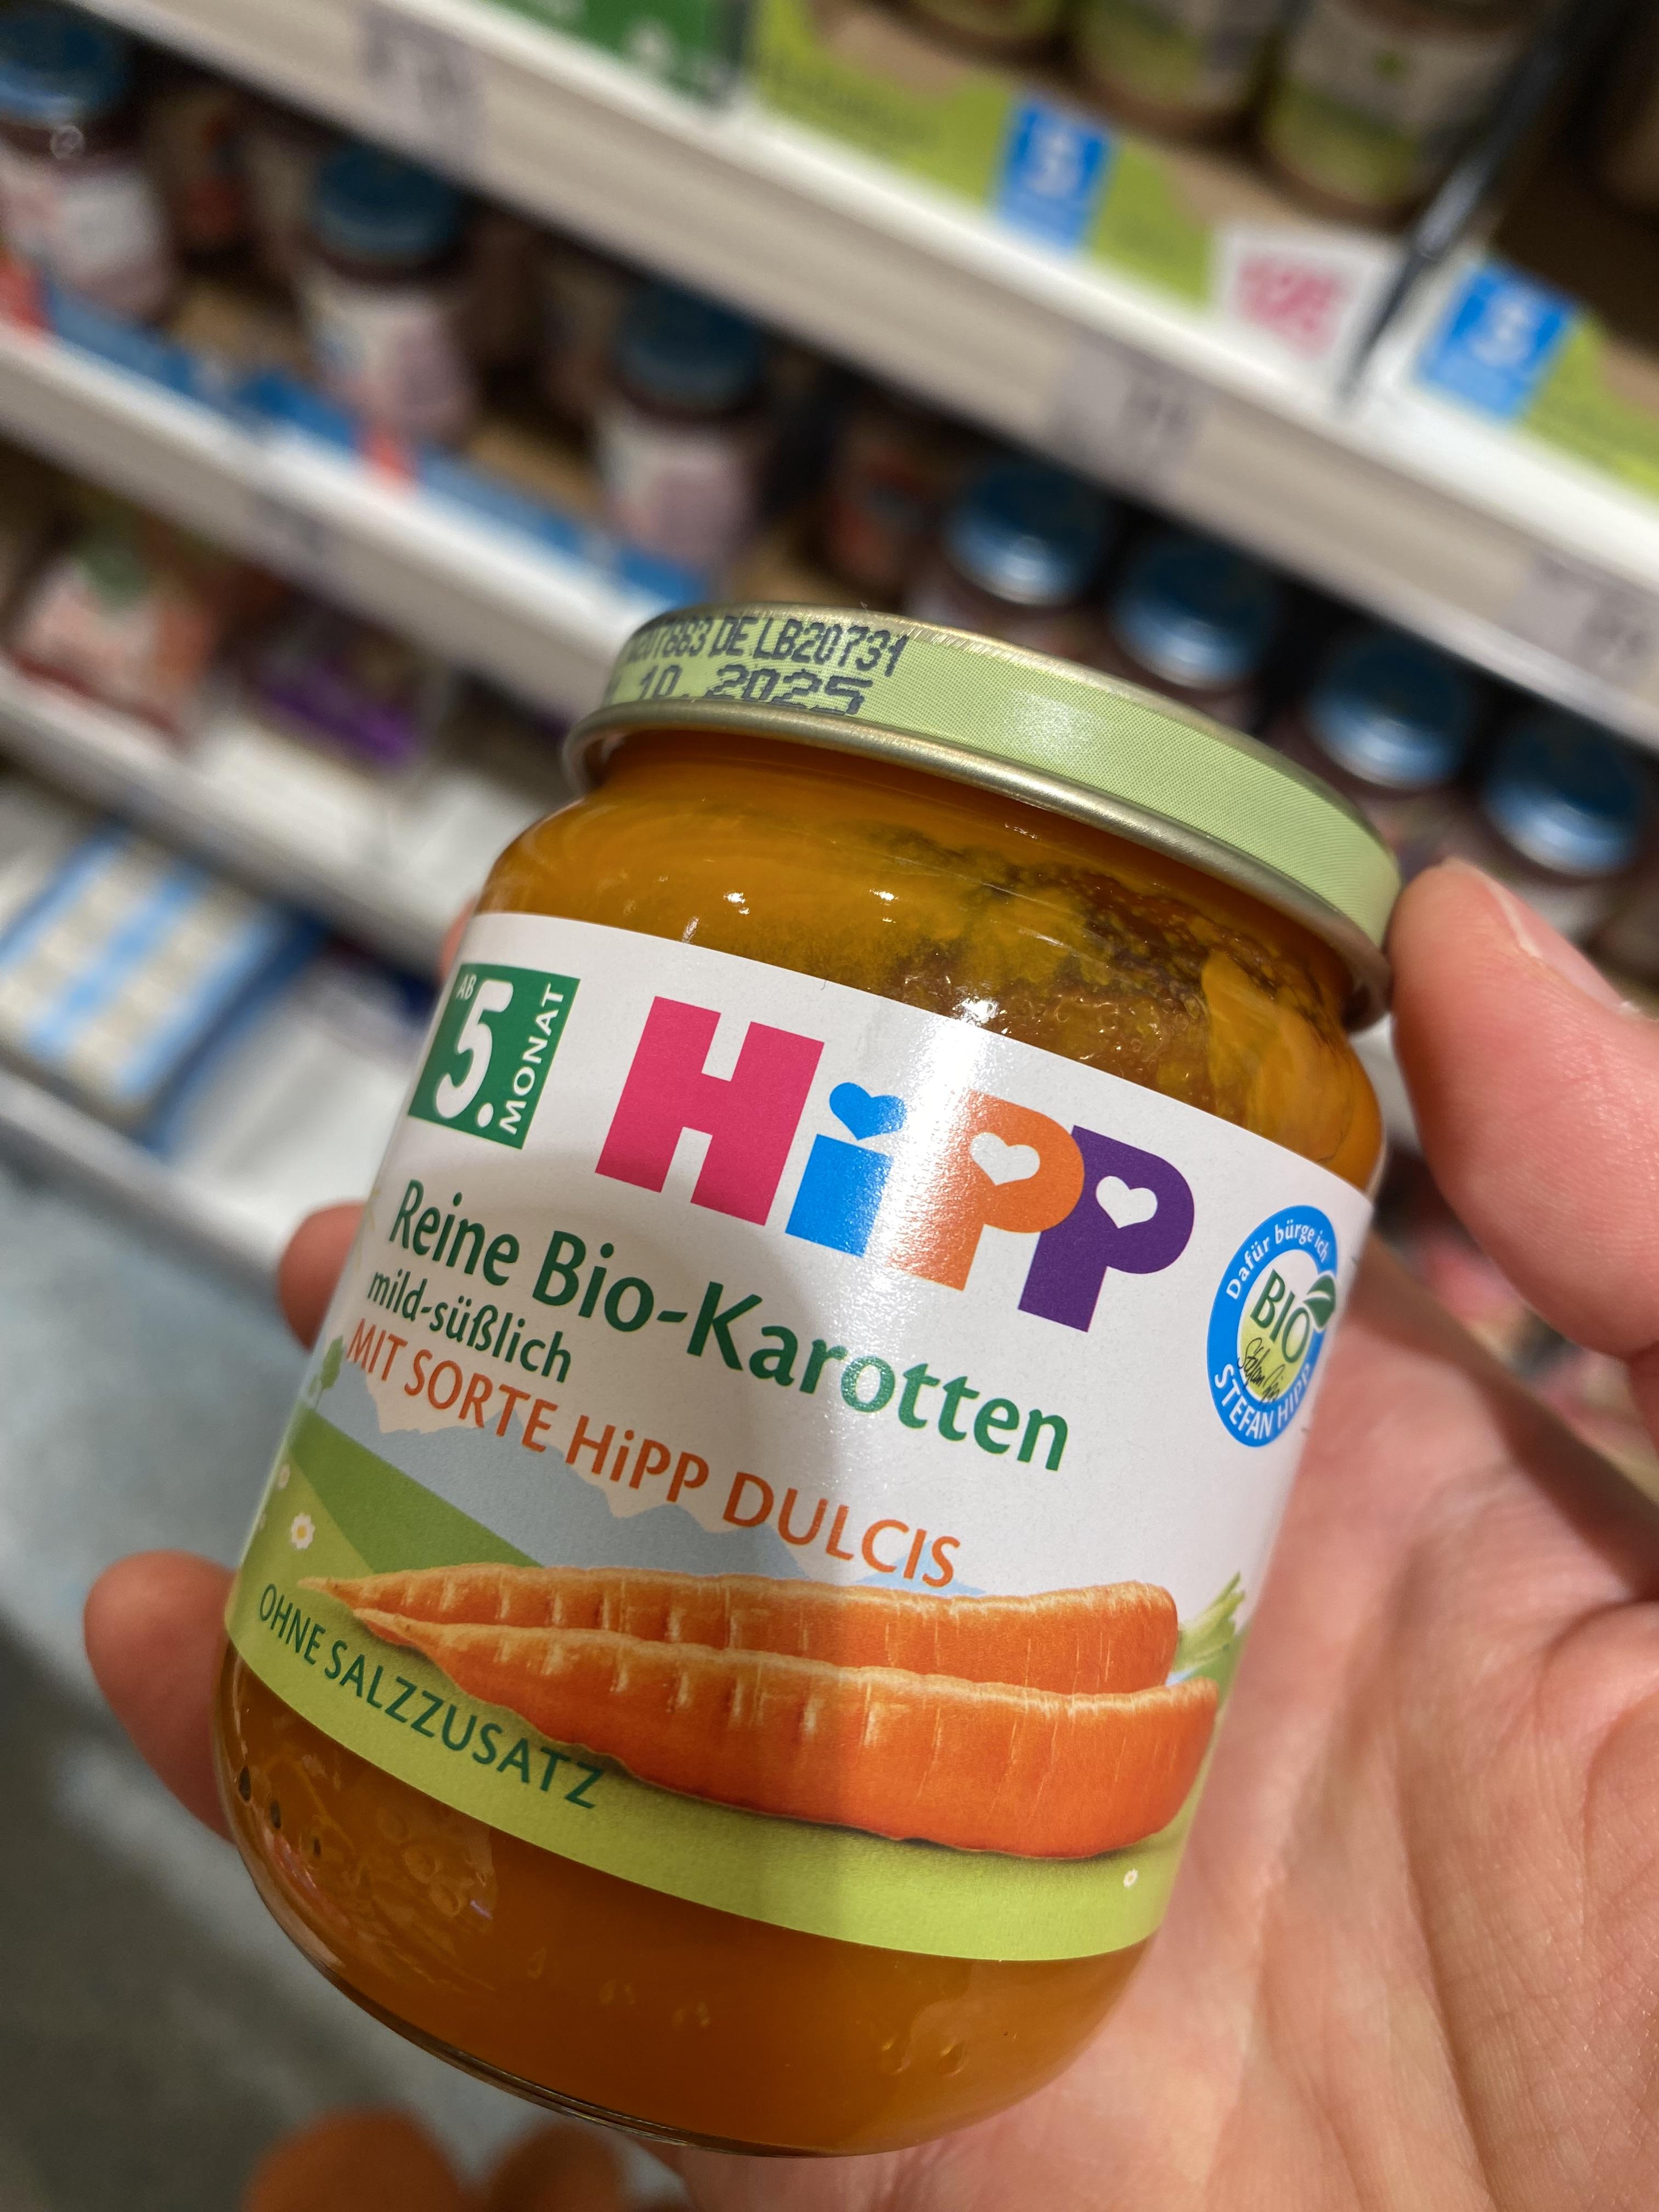 DE LB20731
10. 2025
AB
5.
MONAT
HiPP
Reine Bio-Karotten
mild-süßlich
MIT SORTE HiPP DULCIS
Dafür bürge ich
BIO
STEFAN HIPP
OHNE SALZZUSATZ